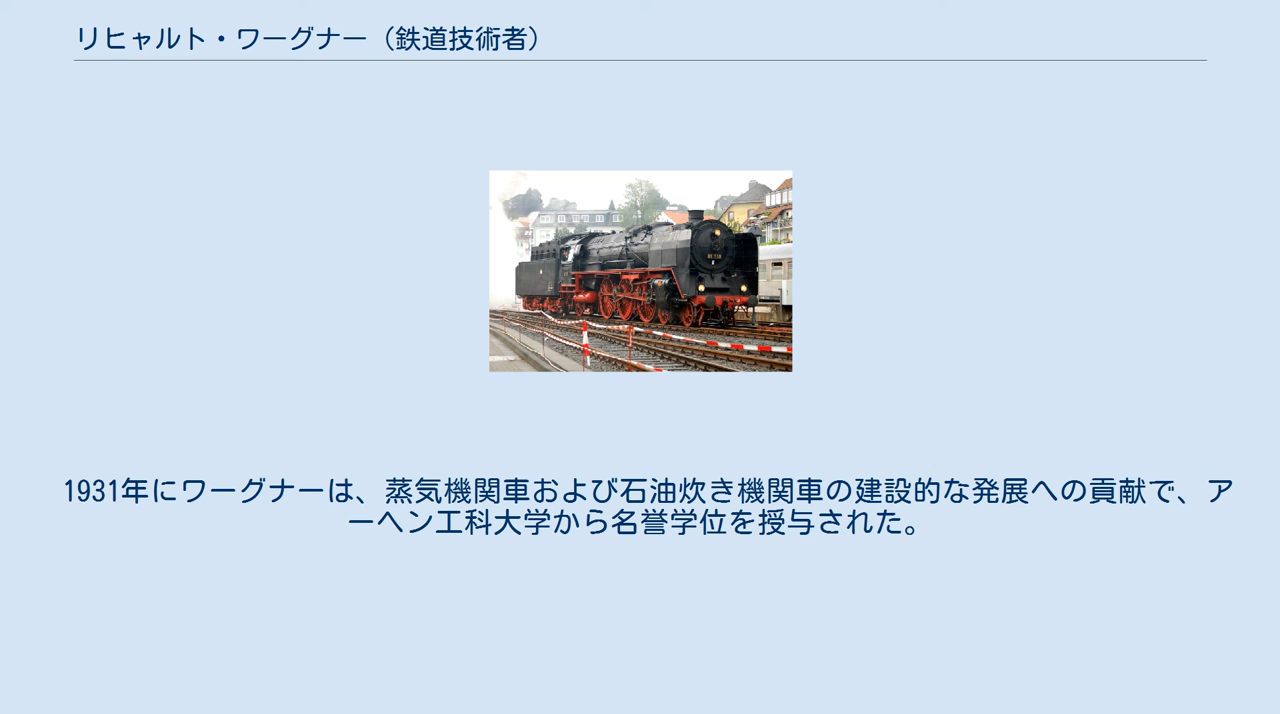 リヒャルト・ワーグナー（鉄道技術者）
1931年にワーグナーは、蒸気機関車および石油炊き機関車の建設的な発展への貢献で、ア
ーヘン工科大学から名誉学位を授与された。